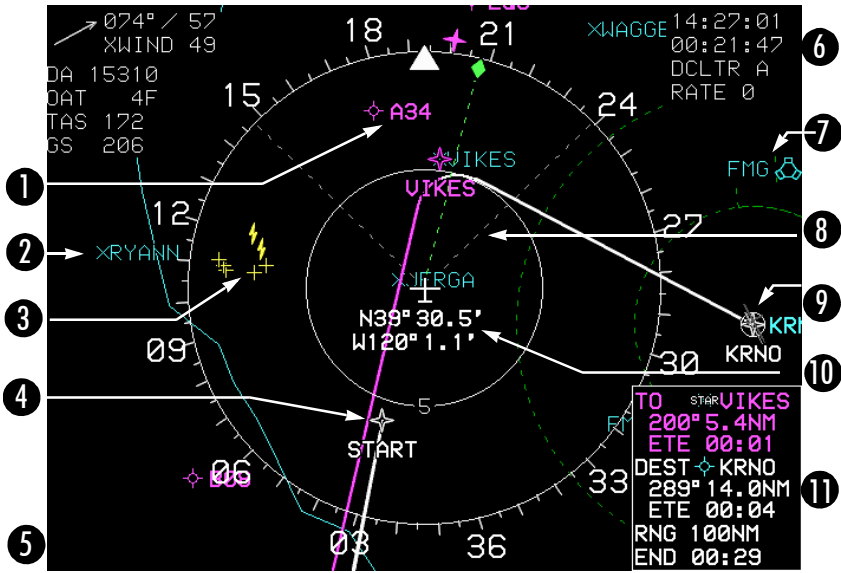 074°/ 57
XWIND 49
DA 15310
OAT 4F
TAS 172
GS 206
18
21
XWAGGE
14:27:01
00:21:47
DCLTR A
RATE 0
6
15
24
A34
7
VIKES
FMG
1
VIKES
12
27
8
2
XRYANN
3
N39°30.5'
W120°1.1'
9
KRNO
09
30
10
4
5
START
TO STAR VIKES
200°5.4NM
ETE 00:01
DEST KRNO
289°14.0NM
ETE 00:04
RNG 100NM
END 00:29
06
33
11
5
03
36